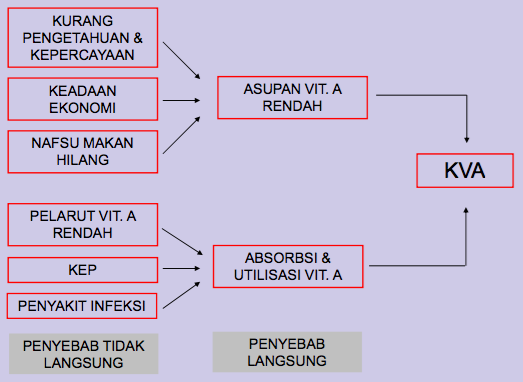 KURANG
PENGETAHUAN &
KEPERCAYAAN
KEADAAN
EKONOMI
NAFSU MAKAN
HILANG
ASUPAN VIT. A
RENDAH
KVA
PELARUT VIT. A
RENDAH
KEP
PENYAKIT INFEKSI
ABSORBSI &
UTILISASI VIT. A
PENYEBAB TIDAK
LANGSUNG
PENYEBAB
LANGSUNG